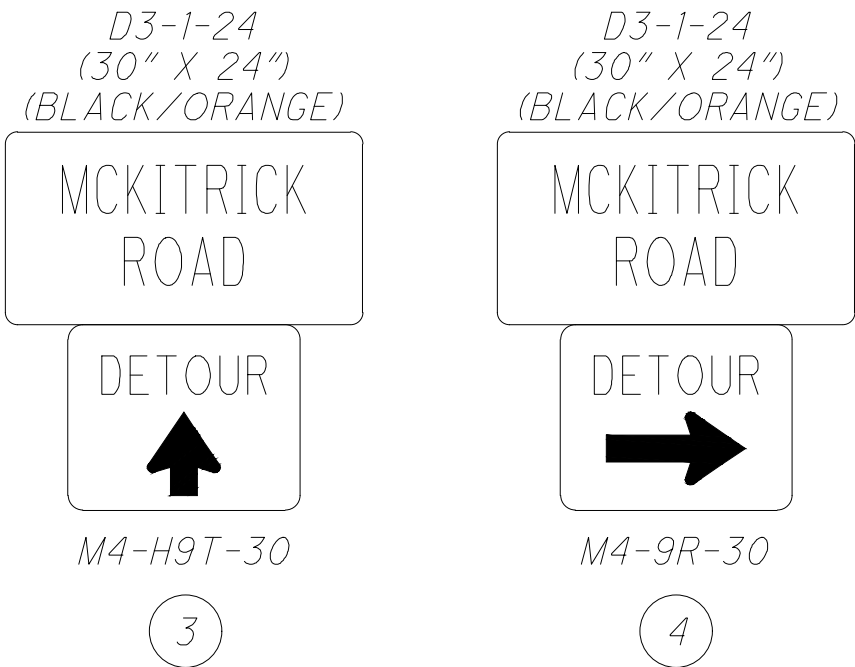 D3-1-24
(30" X 24")
(BLACK/ORANGE)
MCKITRICK
ROAD
DETOUR
M4-H9T-30
3
D3-1-24
(30" X 24")
(BLACK/ORANGE)
MCKITRICK
ROAD
DETOUR
M4-9R-30
4